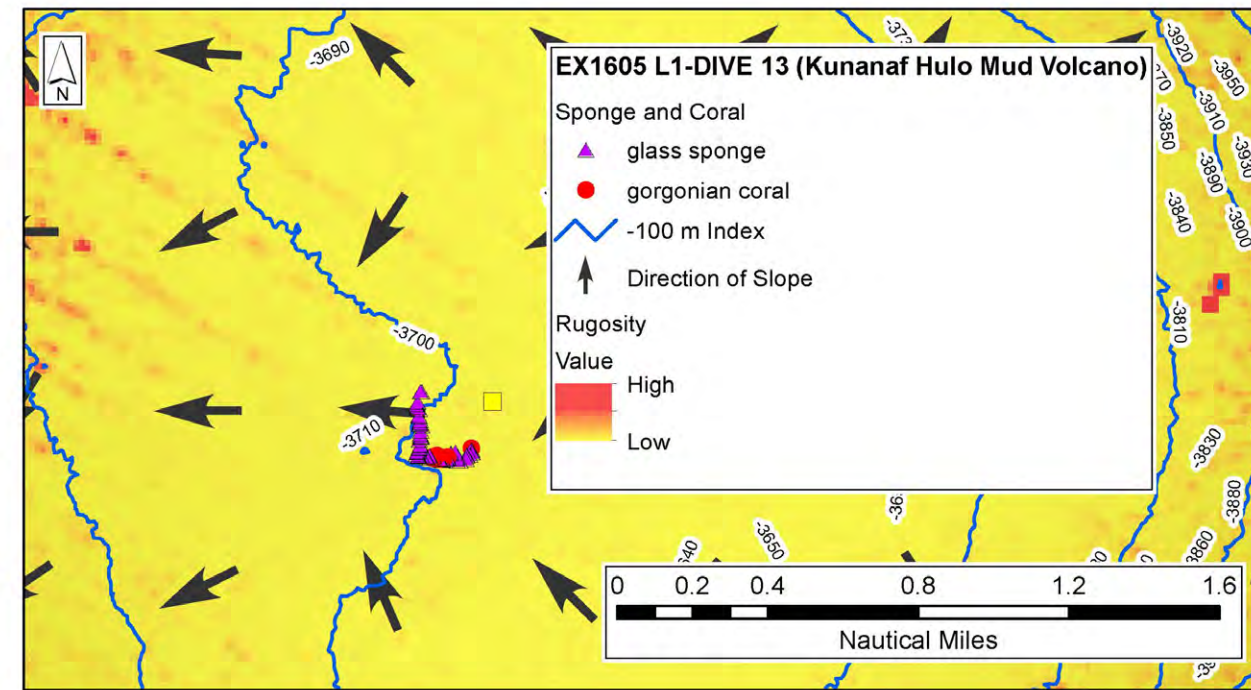 -3690
-3920
-3950
-3910
-3850
-3930
-3890
-3900
-3840
EX1605 L1-DIVE 13 (Kunanaf Hulo Mud Volcano)
Sponge and Coral
glass sponge
gorgonian coral
-100 m Index
Direction of Slope
Rugosity
Value
High
Low
N
-3700
-3810
-3710
-3830
-3880
-3650
-3860
0 0.2 0.4 0.8 1.2 1.6
Nautical Miles